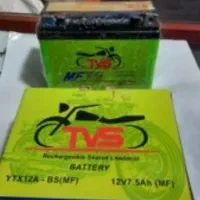 TVS
MF
TVS
Rechargeable Sealed Lead-Acid
BATTERY
YTX12A - BS(MF)
12V7.5Ah (MF)